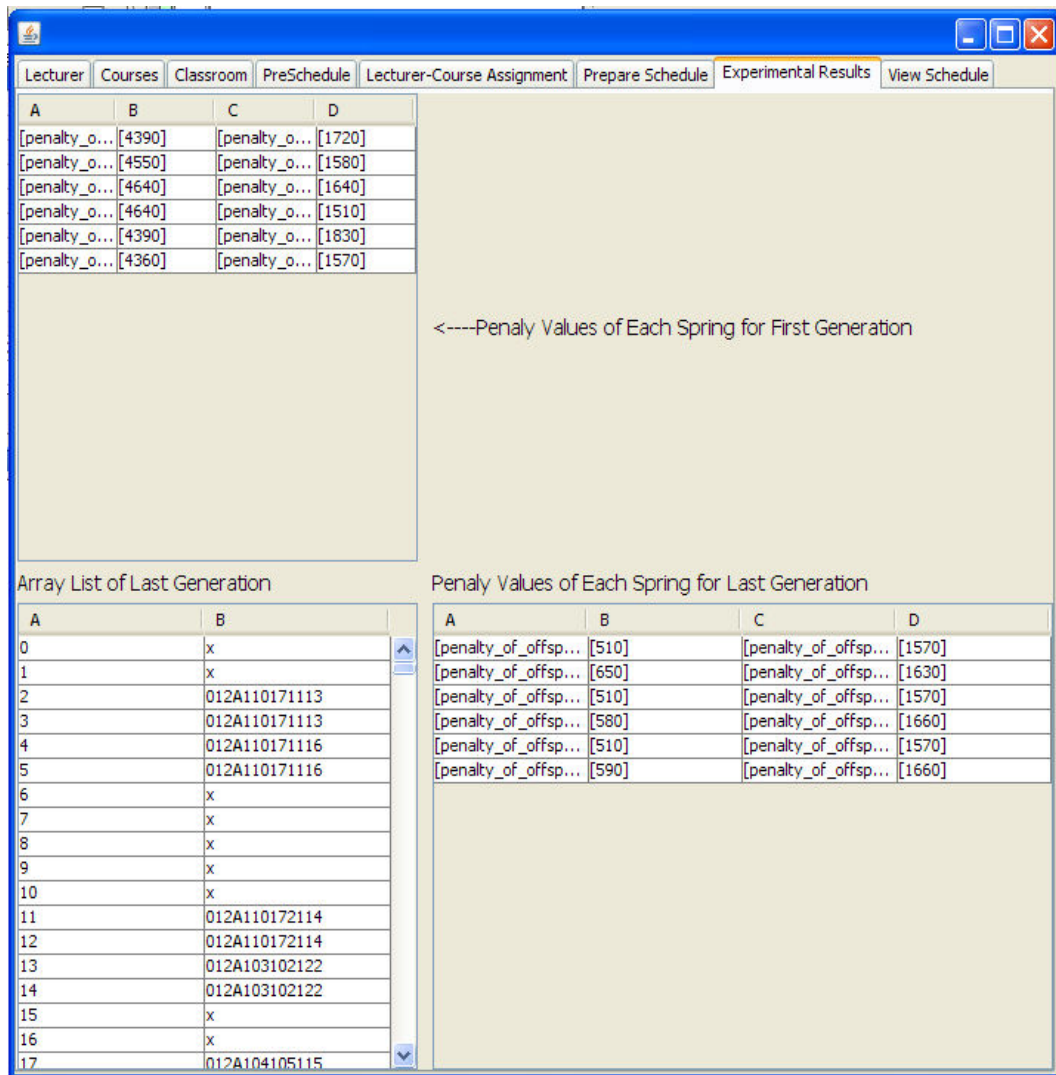 Lecturer Courses Classroom PreSchedule Lecturer-Course Assignment Prepare Schedule Experimental Results View Schedule
A B C D
[penalty_o... [4390] [penalty_o... [1720]
[penalty_o... [4550] [penalty_o... [1580]
[penalty_o... [4640] [penalty_o... [1640]
[penalty_o... [4640] [penalty_o... [1510]
[penalty_o... [4390] [penalty_o... [1830]
[penalty_o... [4360] [penalty_o... [1570]
<----Penaly Values of Each Spring for First Generation
Array List of Last Generation
A B
0 x
1 x
2 012A110171113
3 012A110171113
4 012A110171116
5 012A110171116
6 x
7 x
8 x
9 x
10 x
11 012A110172114
12 012A110172114
13 012A103102122
14 012A103102122
15 x
16 x
17 012A104105115
Penaly Values of Each Spring for Last Generation
A B C D
[penalty_of_offsp... [510] [penalty_of_offsp... [1570]
[penalty_of_offsp... [650] [penalty_of_offsp... [1630]
[penalty_of_offsp... [510] [penalty_of_offsp... [1570]
[penalty_of_offsp... [580] [penalty_of_offsp... [1660]
[penalty_of_offsp... [510] [penalty_of_offsp... [1570]
[penalty_of_offsp... [590] [penalty_of_offsp... [1660]